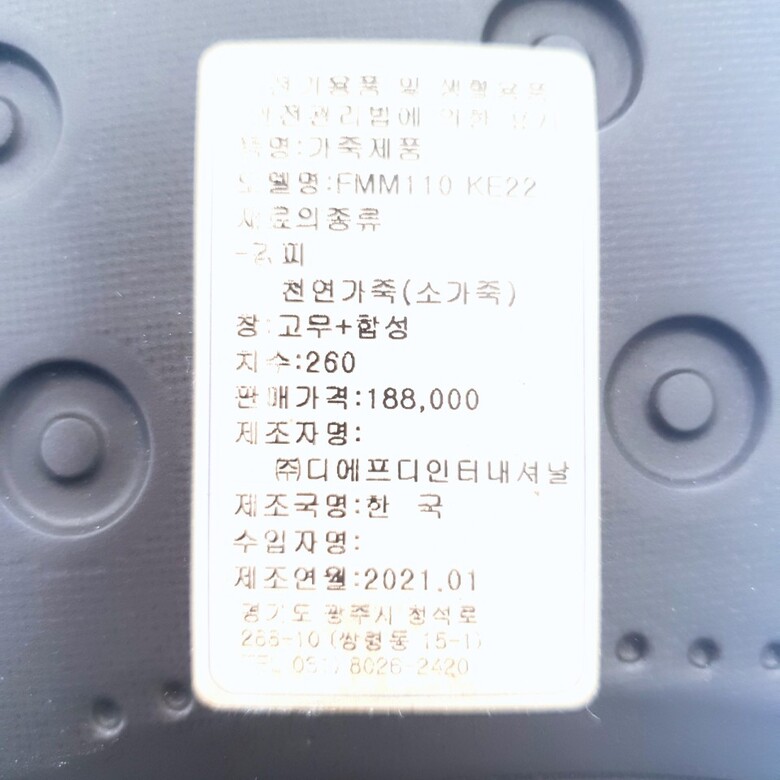 전기용품 및 생활용품
안전관리법에 의한 표시
품명:가죽제품
모델명:FMM110 KE22
재료의종류
-겉피
천연가죽(소가죽)
창:고무+합성
치수:260
판매가격:188,000
제조자명:
㈜디에프디인터내셔날
제조국명:한 국
수입자명:
제조연월:2021.01
경기도 광주시 청석로
268-10 (쌍령동 15-1)
8026-2420